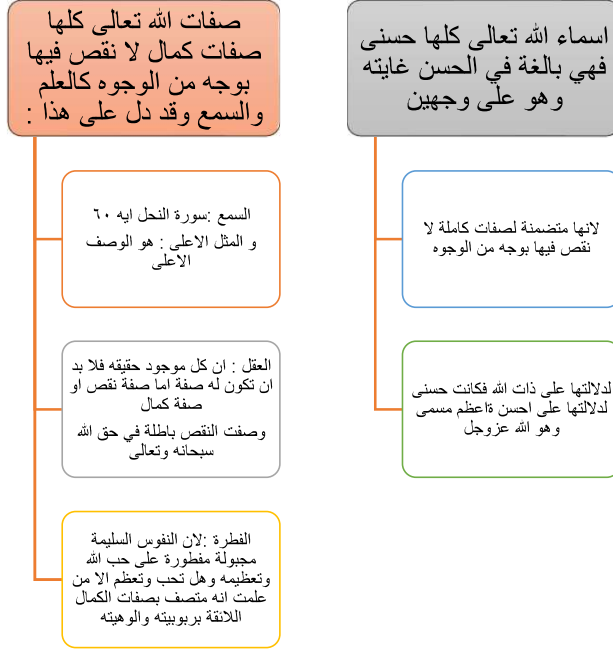 اسماء الله تعالى كلها حسنى
فهي بالغة في الحسن غايته
وهو على وجهين
لانها متضمنة لصفات كاملة لا
نقص فيها بوجه من الوجوه
لدلالتها على ذات الله فكانت حسنى
لدلالتها على احسن ةاعظم مسمى
وهو الله عزوجل
صفات الله تعالى كلها
صفات كمال لا نقص فيها
بوجه من الوجوه كالعلم
والسمع وقد دل على هذا :
السمع :سورة النحل ايه ٦٠
و المثل الاعلى : هو الوصف
الاعلى
العقل : ان كل موجود حقيقه فلا بد
ان تكون له صفة اما صفة نقص او
صفة كمال
وصفت النقص باطلة في حق الله
سبحانه وتعالى
الفطرة :لان النفوس السليمة
مجبولة مفطورة على حب الله
وتعظيمه وهل تحب وتعظم الا من
علمت انه متصف بصفات الكمال
اللائقة بربوبيته والوهيته